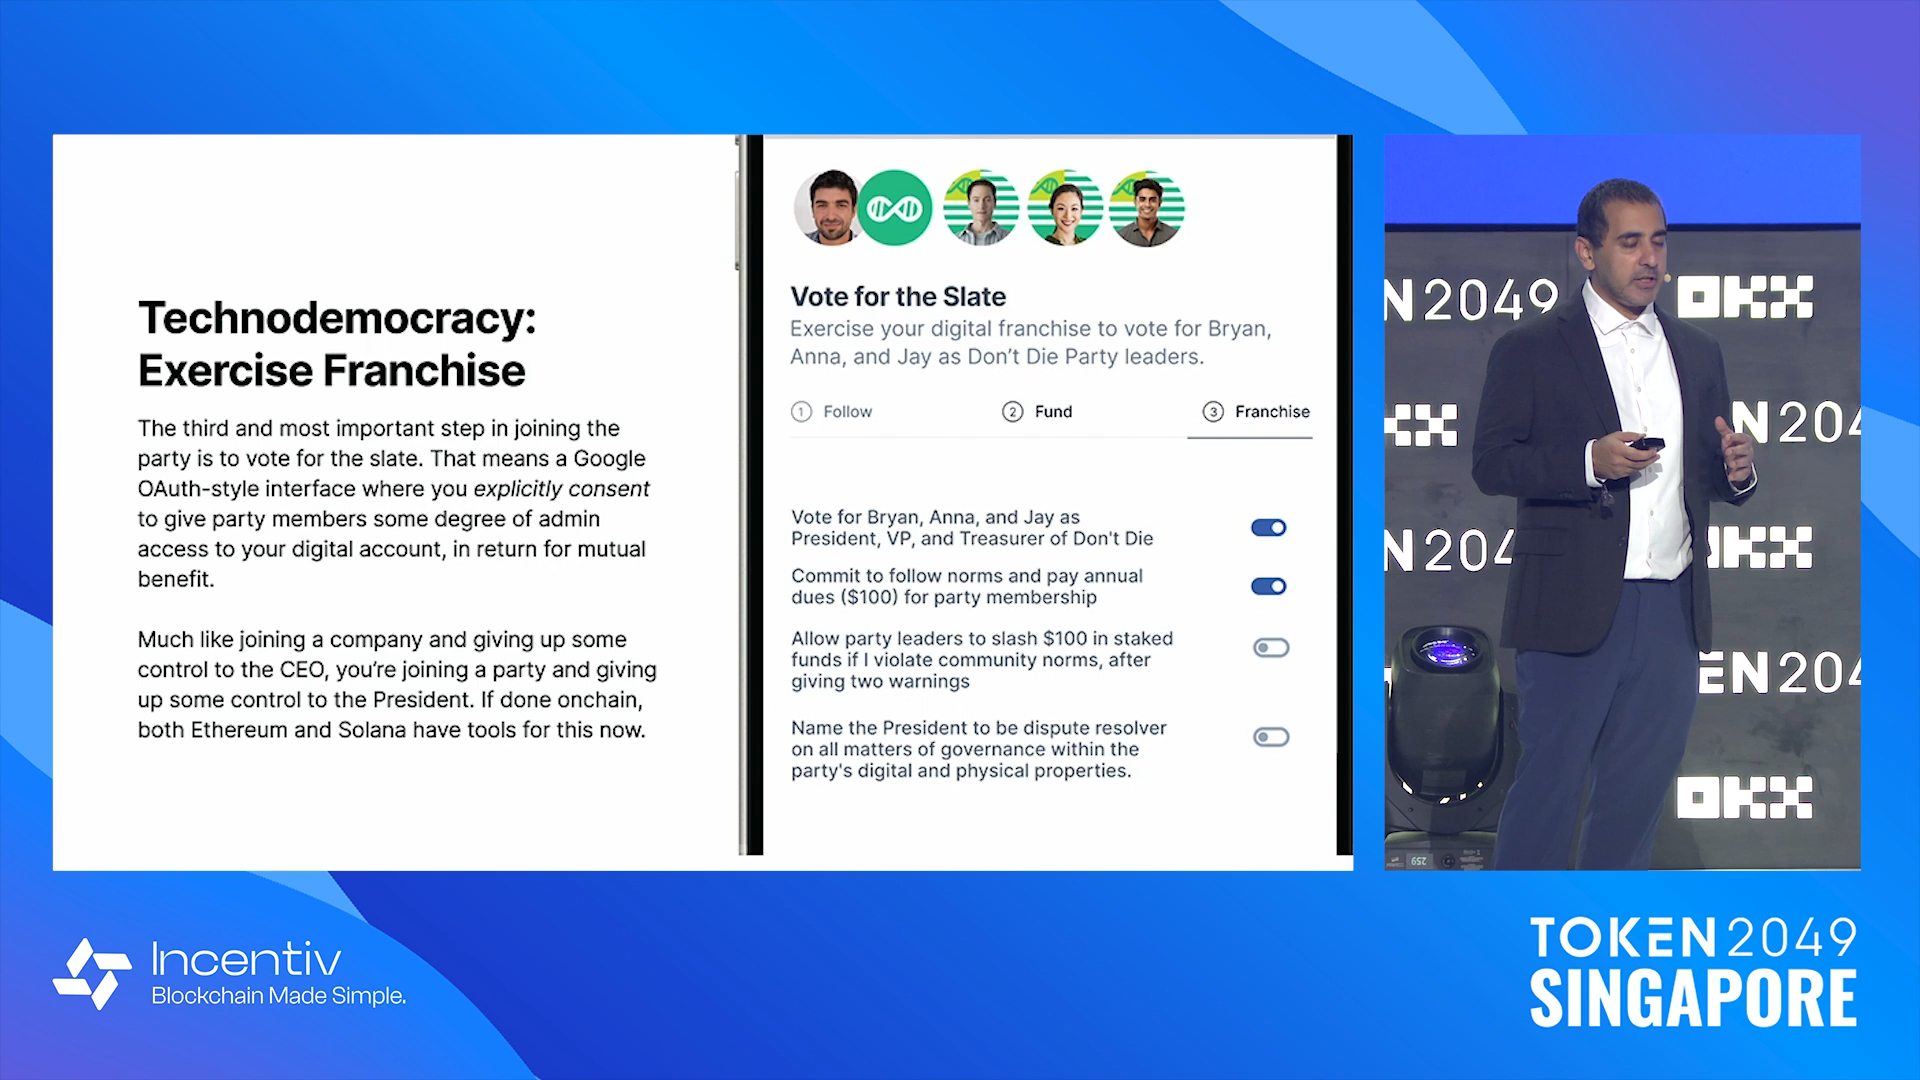 Technodemocracy:
Exercise Franchise
The third and most important step in joining the
party is to vote for the slate. That means a Google
OAuth-style interface where you explicitly consent
to give party members some degree of admin
access to your digital account, in return for mutual
benefit.
Much like joining a company and giving up some
control to the CEO, you're joining a party and giving
up some control to the President. If done onchain,
both Ethereum and Solana have tools for this now.
Vote for the Slate
Exercise your digital franchise to vote for Bryan,
Anna, and Jay as Don't Die Party leaders.
1 Follow
2 Fund
3 Franchise
Vote for Bryan, Anna, and Jay as
President, VP, and Treasurer of Don't Die
Commit to follow norms and pay annual
dues ($100) for party membership
Allow party leaders to slash $100 in staked
funds if I violate community norms, after
giving two warnings
Name the President to be dispute resolver
on all matters of governance within the
party's digital and physical properties.
N2049 OKX
KX N204
N204 OKX
EN204
OKX
259
Incentiv
Blockchain Made Simple.
TOKEN2049
SINGAPORE